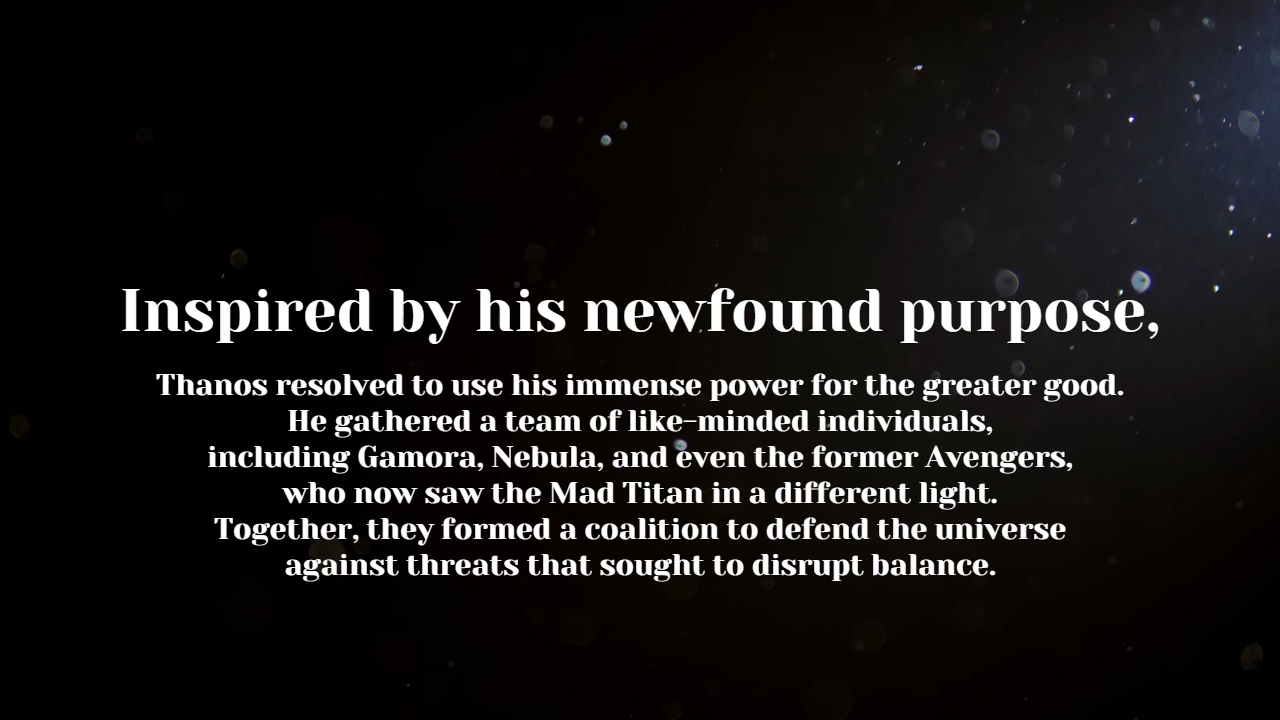 Inspired by his newfound purpose,
Thanos resolved to use his immense power for the greater good.
He gathered a team of like-minded individuals,
including Gamora, Nebula, and even the former Avengers,
who now saw the Mad Titan in a different light.
Together, they formed a coalition to defend the universe
against threats that sought to disrupt balance.